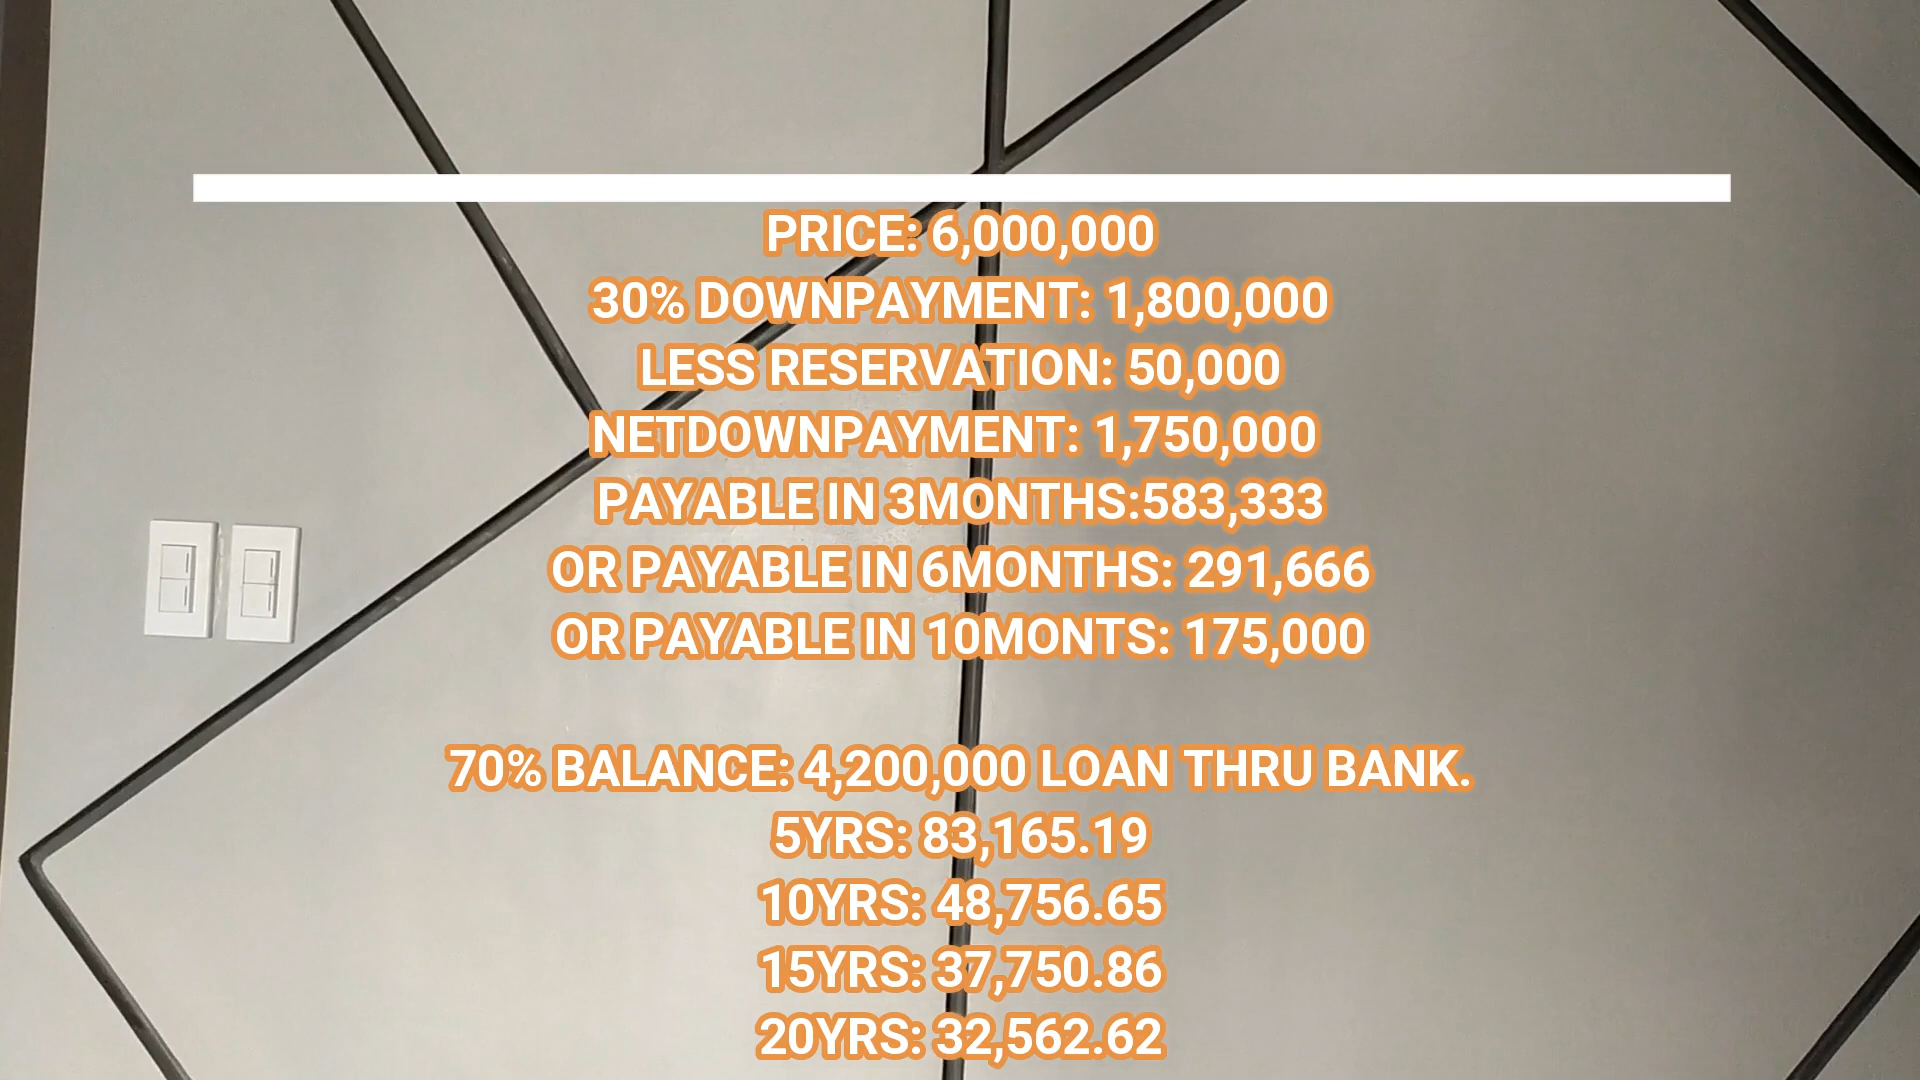 PRICE: 6,000,000
30% DOWNPAYMENT: 1,800,000
LESS RESERVATION: 50,000
NETDOWNPAYMENT: 1,750,000
PAYABLE IN 3MONTHS:583,333
OR PAYABLE IN 6MONTHS: 291,666
OR PAYABLE IN 10MONTS: 175,000
70% BALANCE: 4,200,000 LOAN THRU BANK.
5YRS: 83,165.19
10YRS: 48,756.65
15YRS: 37,750.86
20YRS: 32,562.62